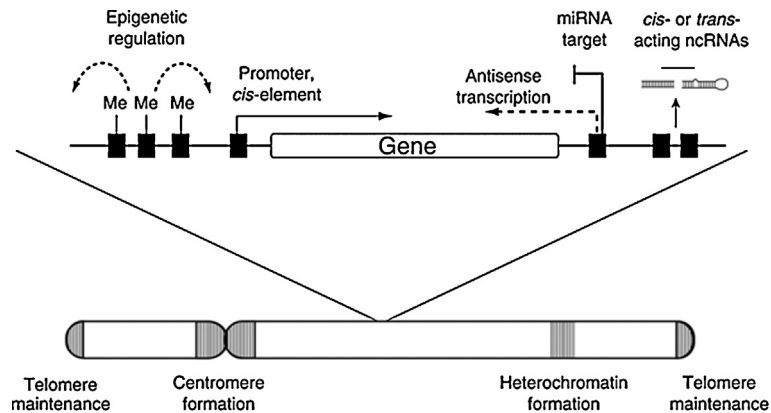 Epigenetic
regulation
miRNA
target
cis- or trans-
acting ncRNAs
Promoter,
cis-element
Antisense
transcription
Me Me Me
Gene
Telomere
maintenance
Centromere
formation
Heterochromatin
formation
Telomere
maintenance